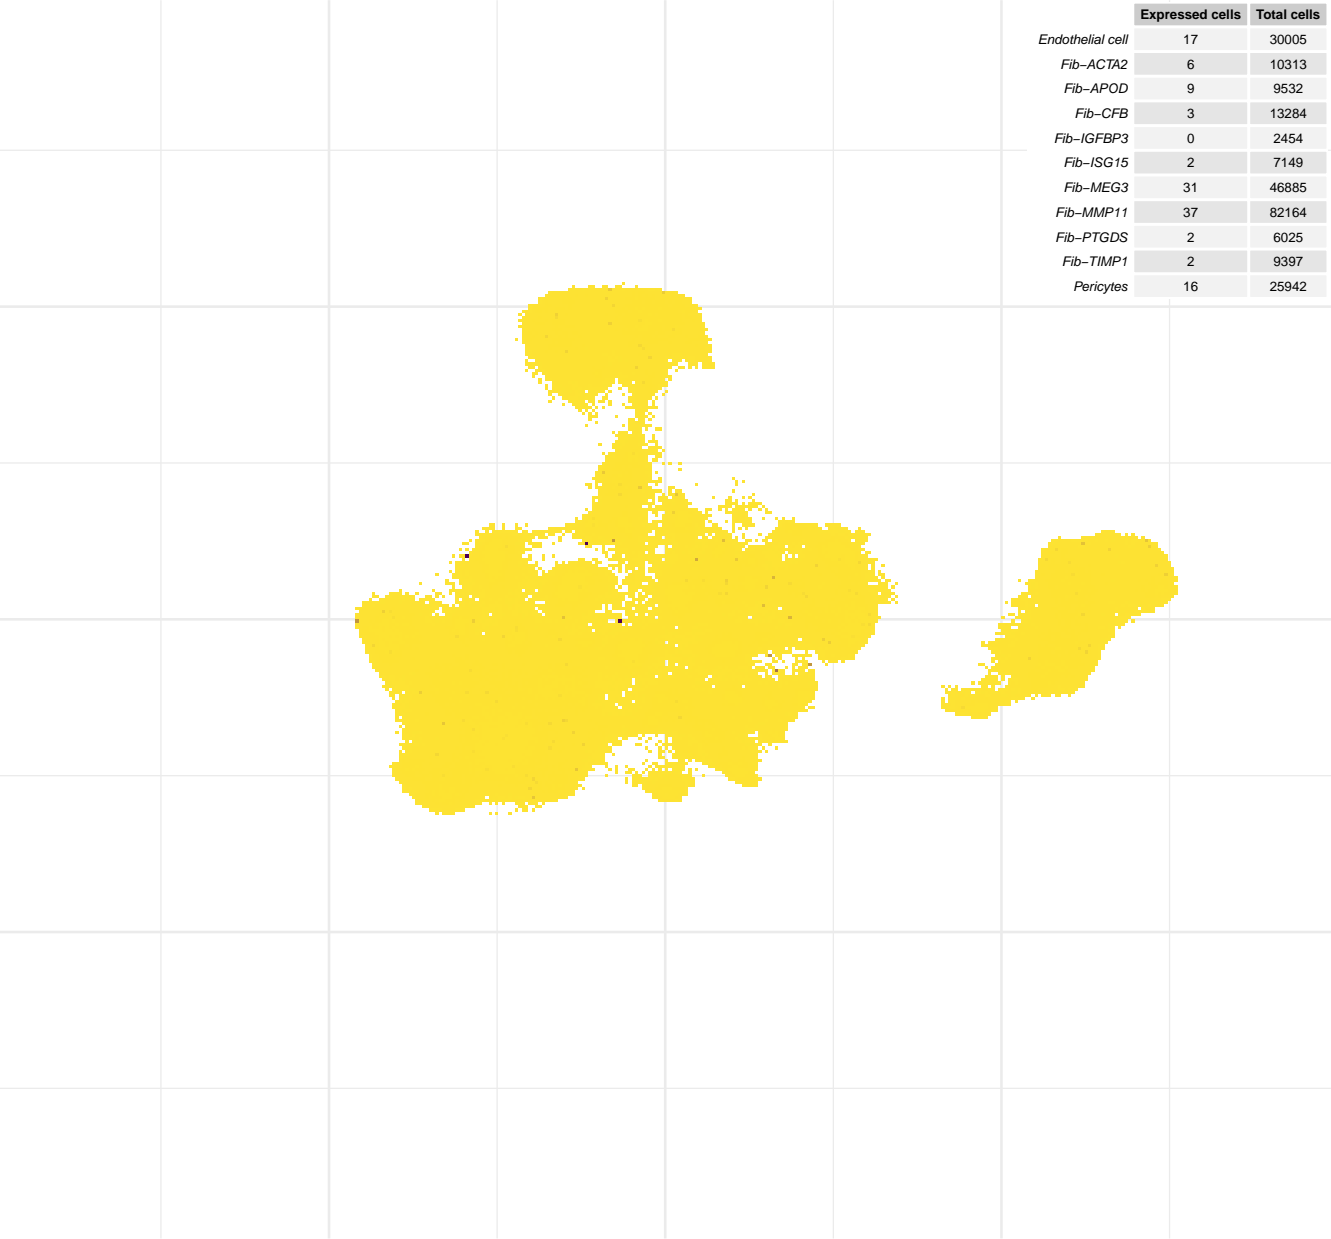 Expressed cells Total cells
Endothelial cell 17 30005
Fib−ACTA2 6 10313
Fib−APOD 9 9532
Fib−CFB 3 13284
Fib−IGFBP3 0 2454
Fib−ISG15 2 7149
Fib−MEG3 31 46885
Fib−MMP11 37 82164
Fib−PTGDS 2 6025
Fib−TIMP1 2 9397
Pericytes 16 25942